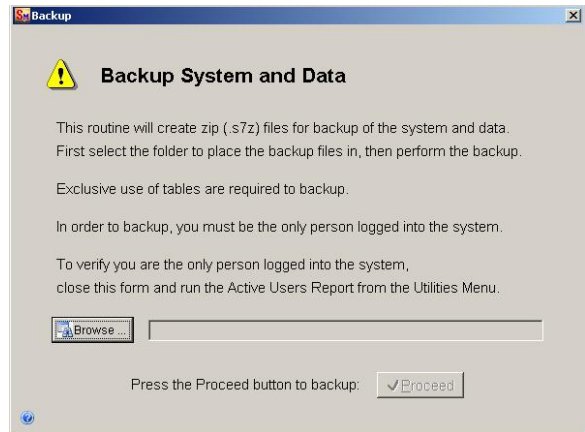 SM Backup
Backup System and Data
This routine will create zip (.s7z) files for backup of the system and data.
First select the folder to place the backup files in, then perform the backup.
Exclusive use of tables are required to backup.
In order to backup, you must be the only person logged into the system.
To verify you are the only person logged into the system,
close this form and run the Active Users Report from the Utilities Menu.
Browse ...
Press the Proceed button to backup: Proceed